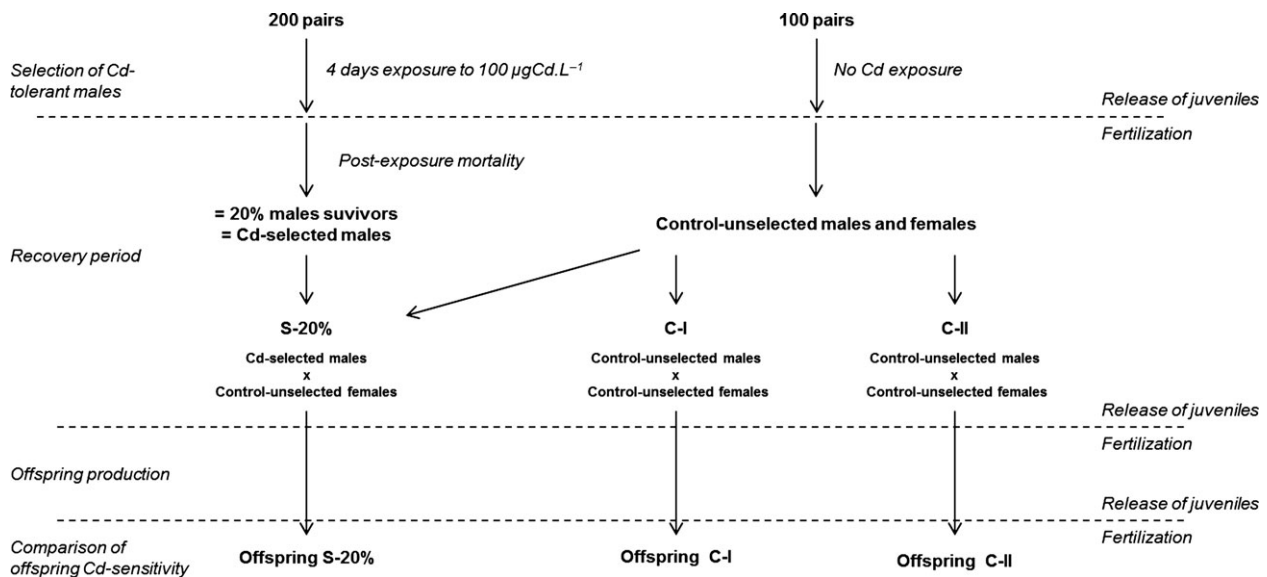 200 pairs
100 pairs
Selection of Cd-
tolerant males
4 days exposure to 100 µgCd.L⁻¹
No Cd exposure
Release of juveniles
Fertilization
Post-exposure mortality
= 20% males suvivors
= Cd-selected males
Control-unselected males and females
Recovery period
S-20%
C-I
C-II
Cd-selected males
x
Control-unselected females
Control-unselected males
x
Control-unselected females
Control-unselected males
x
Control-unselected females
Release of juveniles
Fertilization
Offspring production
Release of juveniles
Fertilization
Comparison of
offspring Cd-sensitivity
Offspring S-20%
Offspring C-I
Offspring C-II